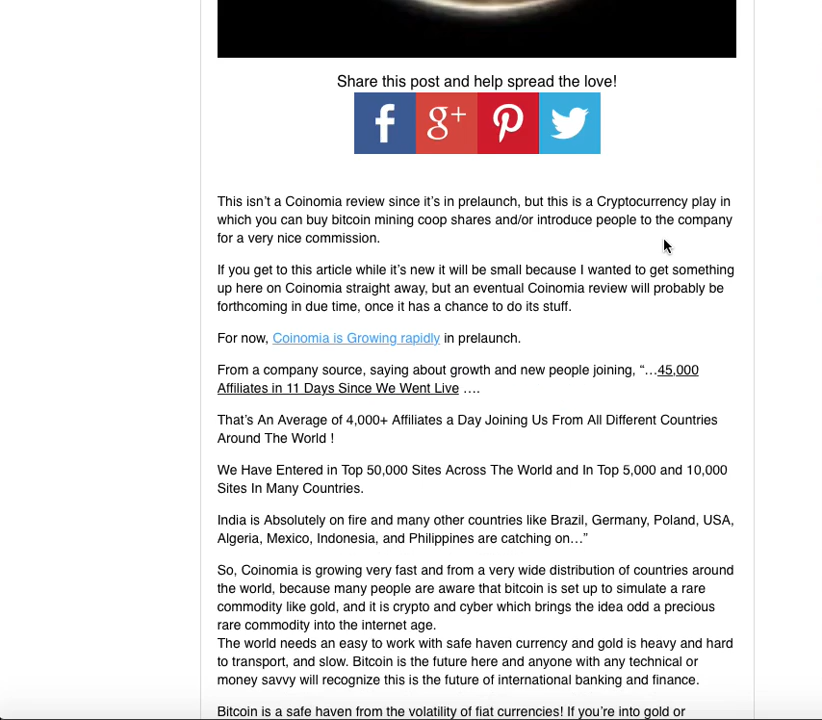 Share this post and help spread the love!
f g+ P
This isn’t a Coinomia review since it’s in prelaunch, but this is a Cryptocurrency play in
which you can buy bitcoin mining coop shares and/or introduce people to the company
for a very nice commission.
If you get to this article while it’s new it will be small because I wanted to get something
up here on Coinomia straight away, but an eventual Coinomia review will probably be
forthcoming in due time, once it has a chance to do its stuff.
For now, Coinomia is Growing rapidly in prelaunch.
From a company source, saying about growth and new people joining, “…45,000
Affiliates in 11 Days Since We Went Live ….
That’s An Average of 4,000+ Affiliates a Day Joining Us From All Different Countries
Around The World !
We Have Entered in Top 50,000 Sites Across The World and In Top 5,000 and 10,000
Sites In Many Countries.
India is Absolutely on fire and many other countries like Brazil, Germany, Poland, USA,
Algeria, Mexico, Indonesia, and Philippines are catching on…”
So, Coinomia is growing very fast and from a very wide distribution of countries around
the world, because many people are aware that bitcoin is set up to simulate a rare
commodity like gold, and it is crypto and cyber which brings the idea odd a precious
rare commodity into the internet age.
The world needs an easy to work with safe haven currency and gold is heavy and hard
to transport, and slow. Bitcoin is the future here and anyone with any technical or
money savvy will recognize this is the future of international banking and finance.
Bitcoin is a safe haven from the volatility of fiat currencies! If you’re into gold or